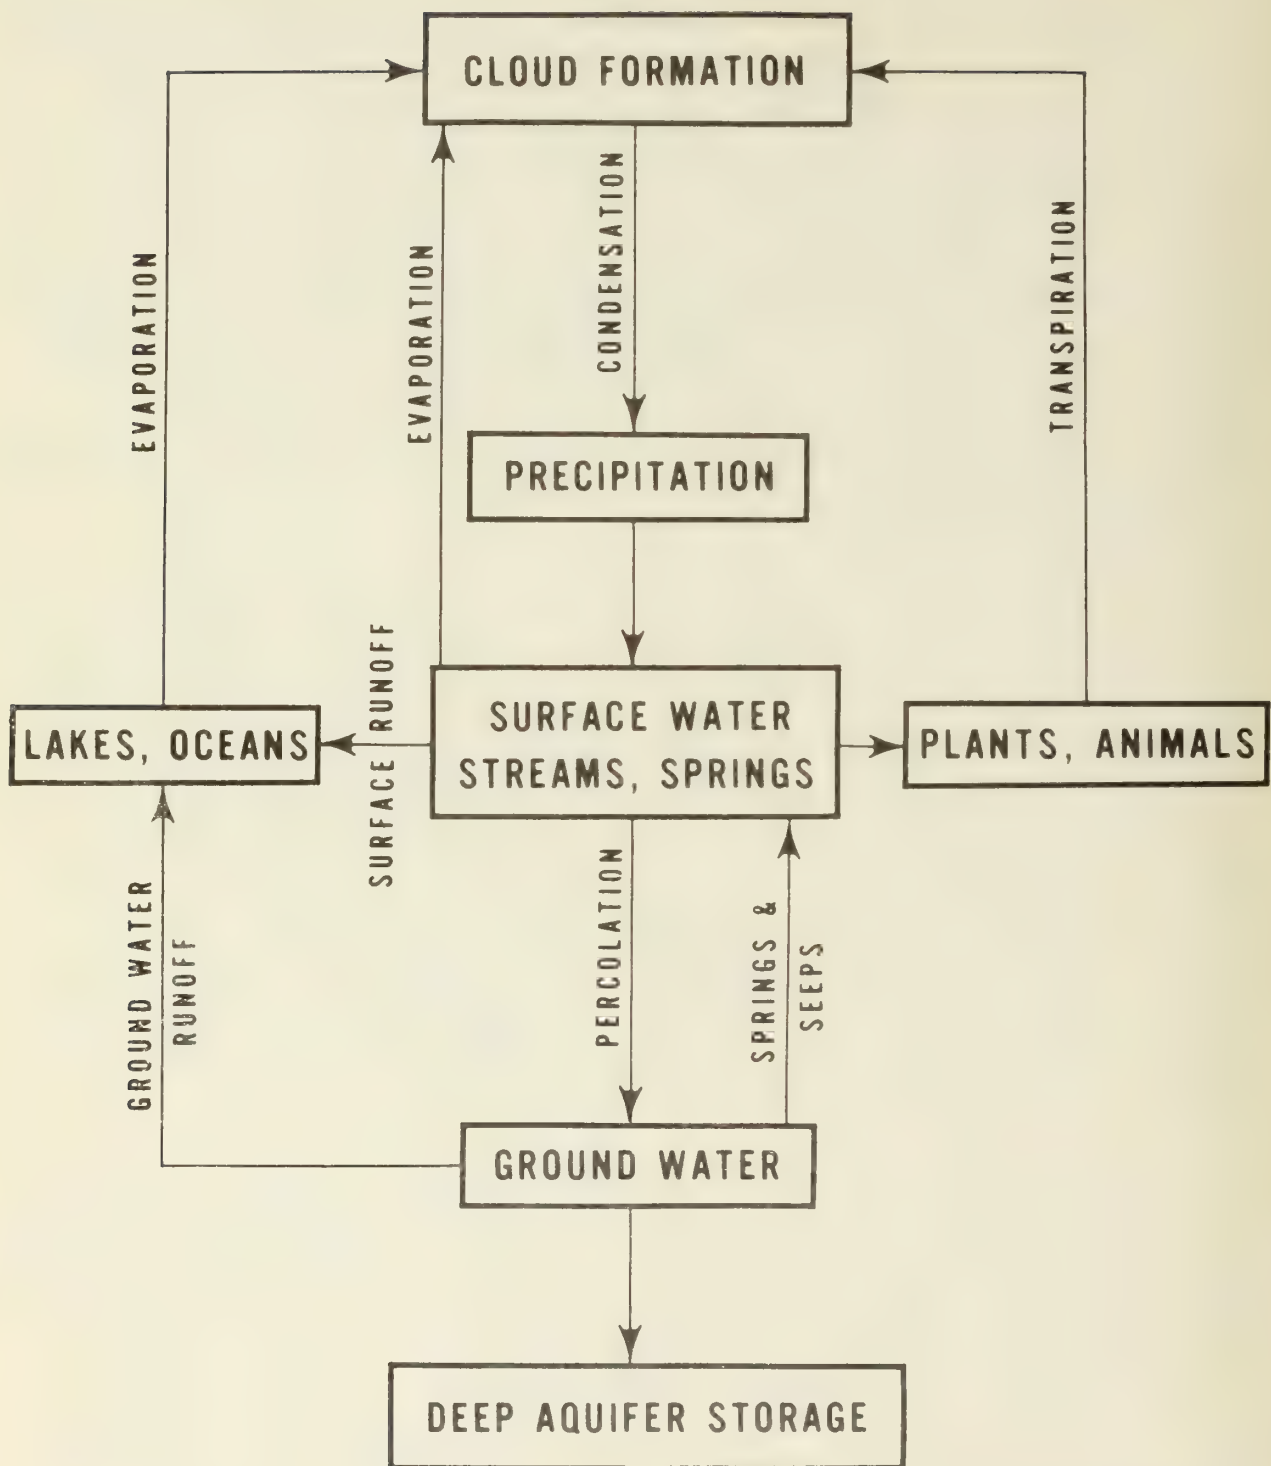 CLOUD FORMATION
EVAPORATION
EVAPORATION
CONDENSATION
TRANSPIRATION
PRECIPITATION
SURFACE RUNOFF
LAKES, OCEANS
SURFACE WATER
STREAMS, SPRINGS
PLANTS, ANIMALS
GROUND WATER
RUNOFF
PERCOLATION
SPRINGS &
SEEPS
GROUND WATER
DEEP AQUIFER STORAGE